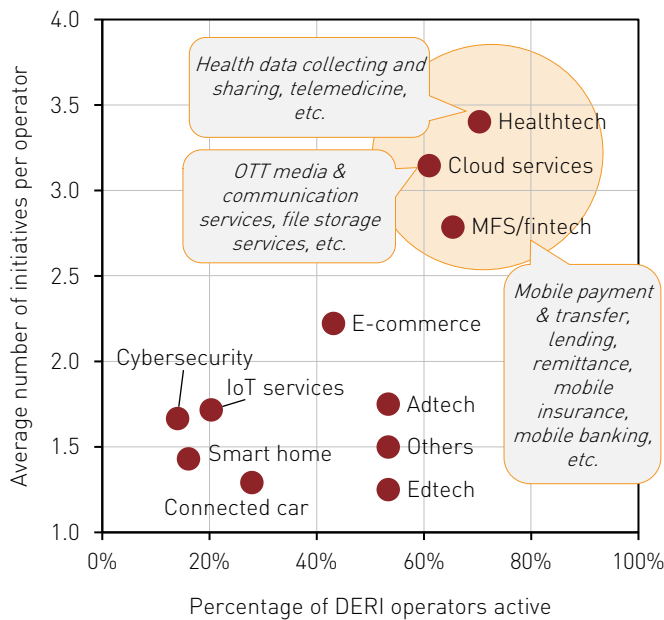 Average number of initiatives per operator
4.0
3.5
3.0
2.5
2.0
1.5
1.0
Health data collecting and
sharing, telemedicine,
etc.
Healthtech
OTT media &
communication
services, file storage
services, etc.
Cloud services
MFS/fintech
Mobile payment
& transfer,
lending,
remittance,
mobile
insurance,
mobile banking,
etc.
E-commerce
Cybersecurity
IoT services
Adtech
Smart home
Others
Connected car
Edtech
0%
20%
40%
60%
80%
100%
Percentage of DERI operators active